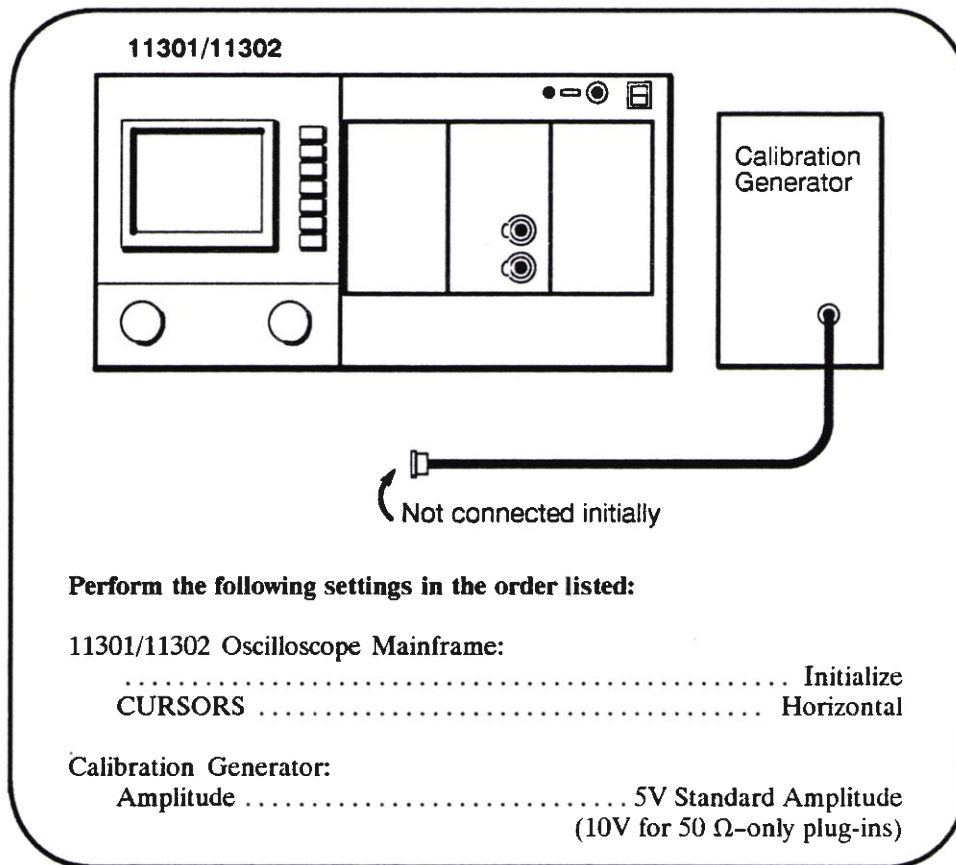 11301/11302
Calibration
Generator
Not connected initially
Perform the following settings in the order listed:
11301/11302 Oscilloscope Mainframe:
............................................................ Initialize
CURSORS .............................................. Horizontal
Calibration Generator:
Amplitude ............................. 5V Standard Amplitude
(10V for 50 Ω-only plug-ins)